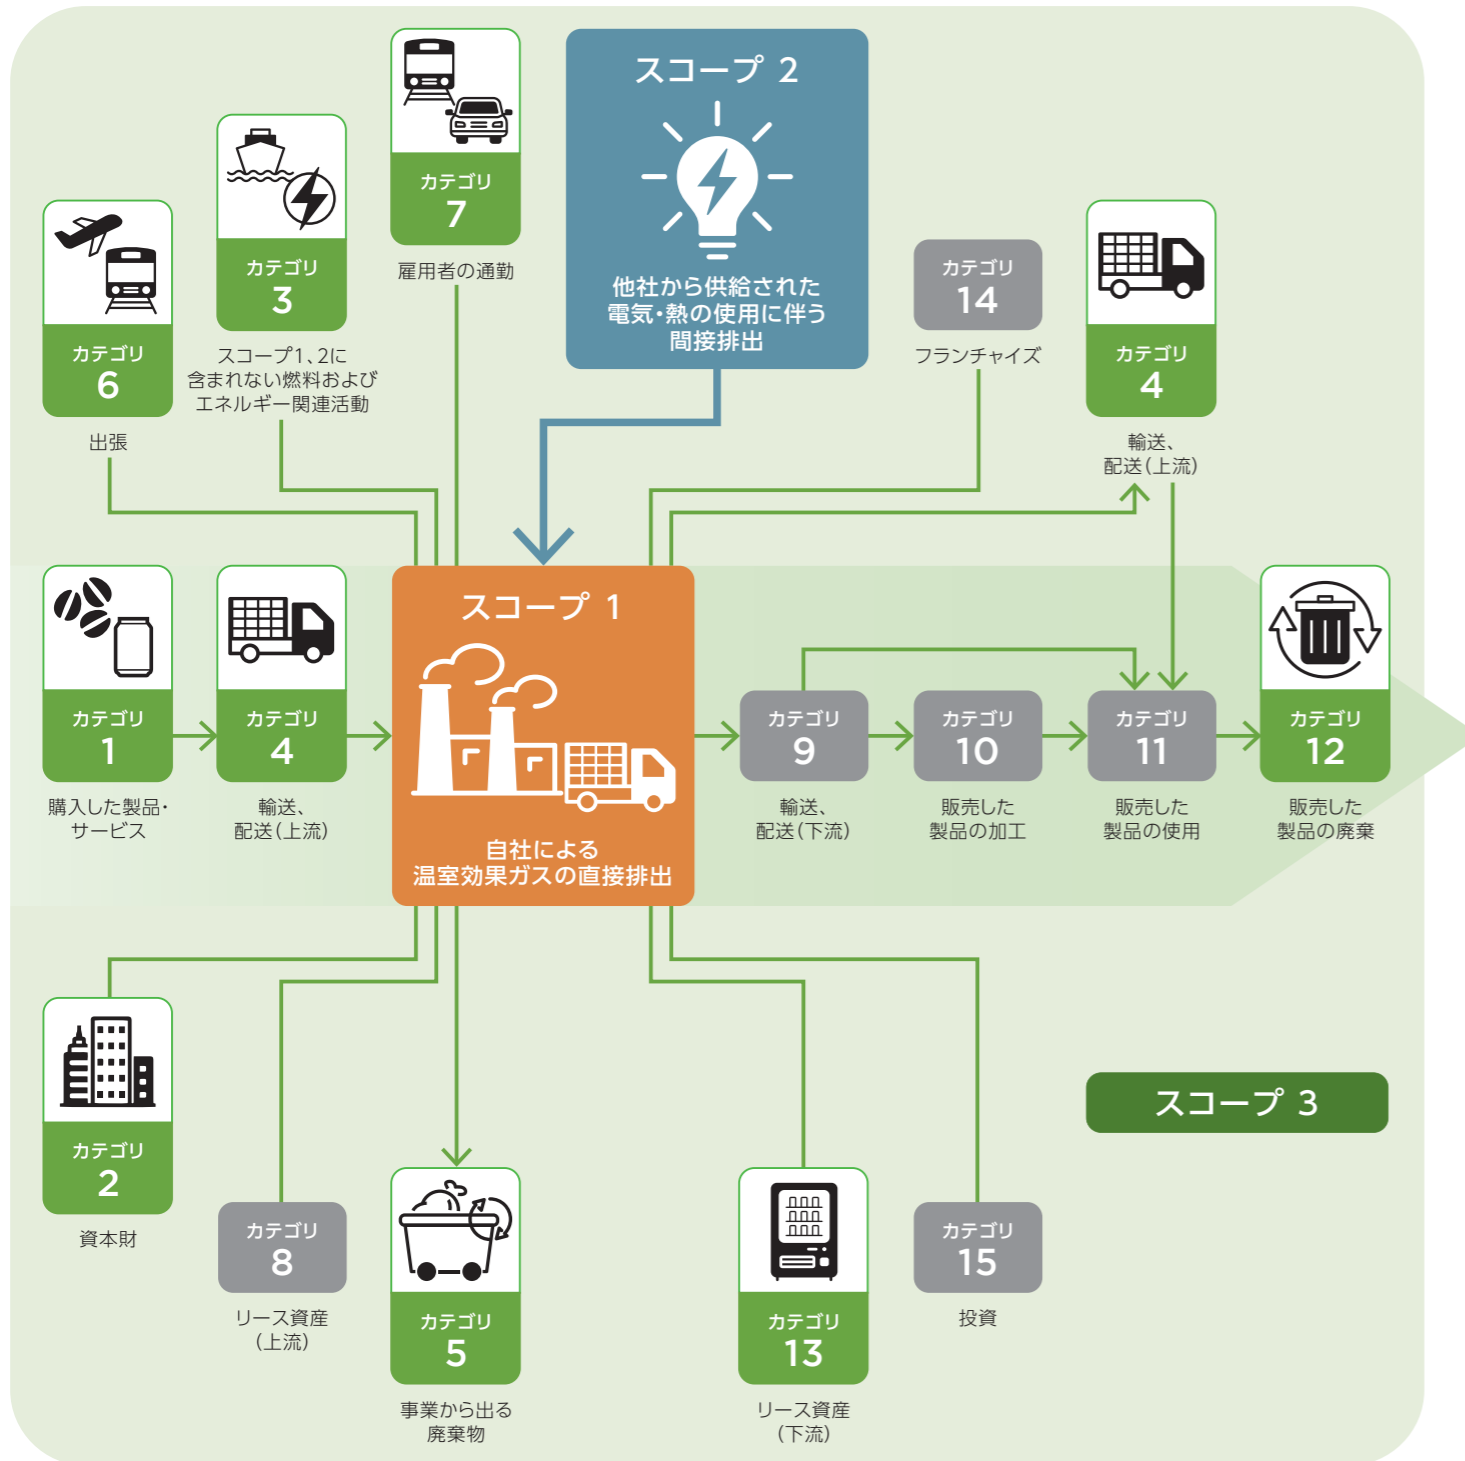 スコープ 2
他社から供給された
電気・熱の使用に伴う
間接排出
カテゴリ
7
雇用者の通勤
カテゴリ
3
スコープ1、2に
含まれない燃料および
エネルギー関連活動
カテゴリ
6
出張
カテゴリ
14
フランチャイズ
カテゴリ
4
輸送、
配送(上流)
カテゴリ
1
購入した製品・
サービス
カテゴリ
4
輸送、
配送(上流)
スコープ 1
自社による
温室効果ガスの直接排出
カテゴリ
9
輸送、
配送(下流)
カテゴリ
10
販売した
製品の加工
カテゴリ
11
販売した
製品の使用
カテゴリ
12
販売した
製品の廃棄
カテゴリ
2
資本財
カテゴリ
8
リース資産
(上流)
カテゴリ
5
事業から出る
廃棄物
カテゴリ
13
リース資産
(下流)
カテゴリ
15
投資
スコープ 3